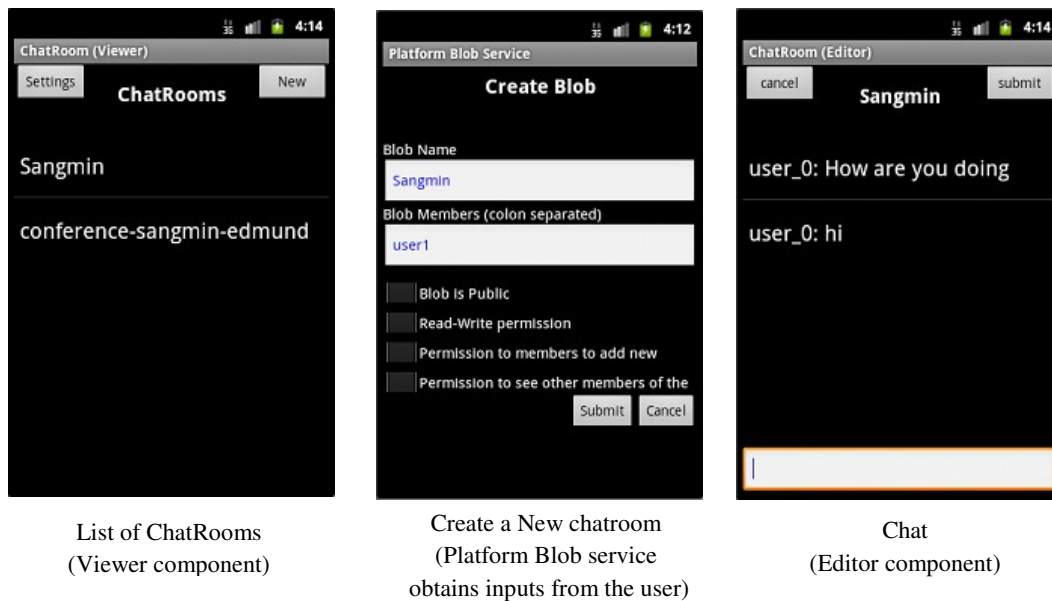 4:14
ChatRoom (Viewer)
Settings
ChatRooms
New
Sangmin
conference-sangmin-edmund
List of ChatRooms
(Viewer component)
3G
4:12
Platform Blob Service
Create Blob
Blob Name
Sangmin
Blob Members (colon separated)
user1
Blob is Public
Read-Write permission
Permission to members to add new
Permission to see other members of the
Submit Cancel
Create a New chatroom
(Platform Blob service
obtains inputs from the user)
3G
4:14
ChatRoom (Editor)
cancel
Sangmin
submit
user_0: How are you doing
user_0: hi
Chat
(Editor component)